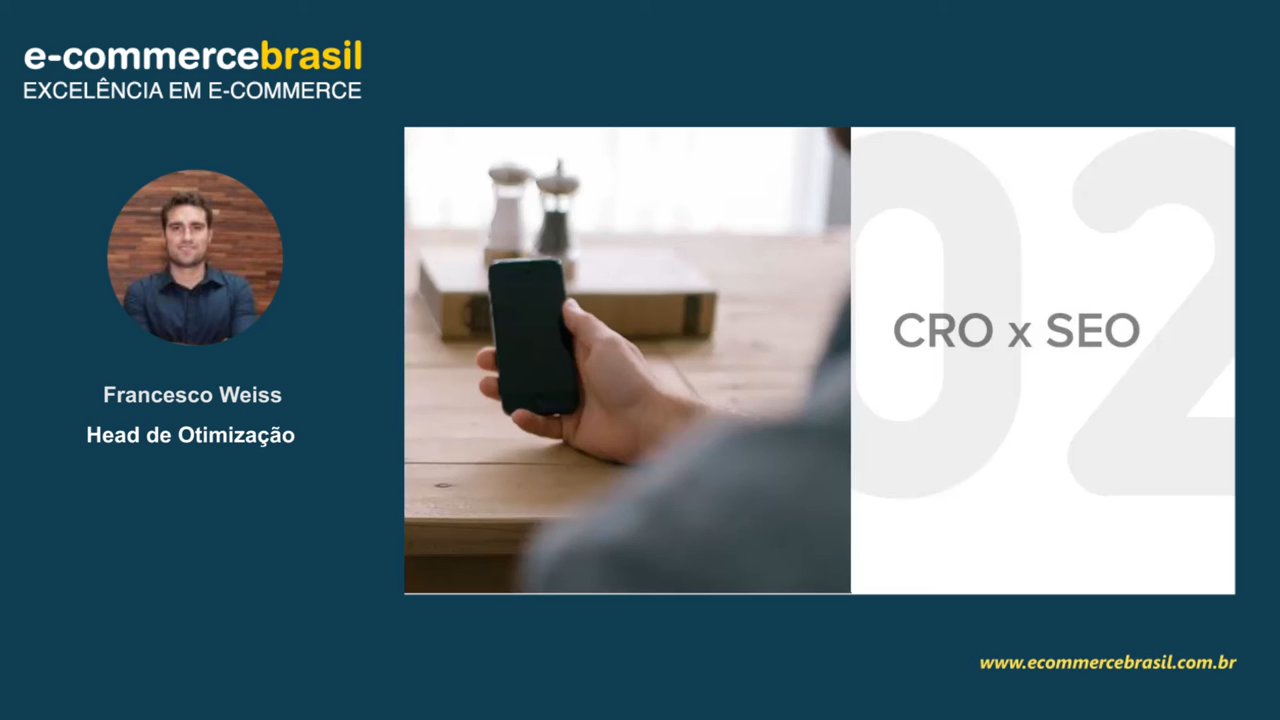 e-commercebrasil
EXCELÊNCIA EM E-COMMERCE
Francesco Weiss
Head de Otimização
02
CRO x SEO
www.ecommercebrasil.com.br